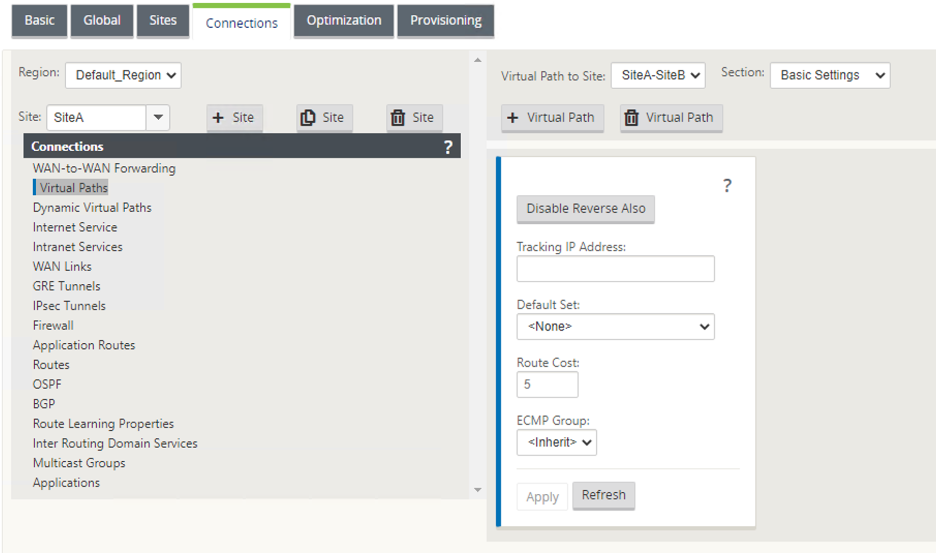 Basic Global Sites Connections Optimization Provisioning
Region: Default_Region
Site: SiteA + Site Site Site
Connections ?
WAN-to-WAN Forwarding
Virtual Paths
Dynamic Virtual Paths
Internet Service
Intranet Services
WAN Links
GRE Tunnels
IPsec Tunnels
Firewall
Application Routes
Routes
OSPF
BGP
Route Learning Properties
Inter Routing Domain Services
Multicast Groups
Applications
Virtual Path to Site: SiteA-SiteB Section: Basic Settings
+ Virtual Path Virtual Path
?
Disable Reverse Also
Tracking IP Address:
Default Set:
<None>
Route Cost:
5
ECMP Group:
<Inherit>
Apply Refresh